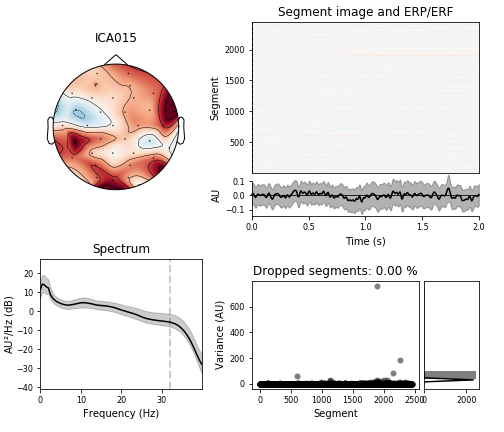 Segment image and ERP/ERF
ICA015
Segment
2000
1500
1000
500
AU
0.1
0.0
−0.1
0.0 0.5 1.0 1.5 2.0
Time (s)
Spectrum
AU²/Hz (dB)
20
10
0
−10
−20
−30
−40
0 10 20 30
Frequency (Hz)
Dropped segments: 0.00 %
Variance (AU)
600
400
200
0
0 500 1000 1500 2000 2500
Segment
0 2000